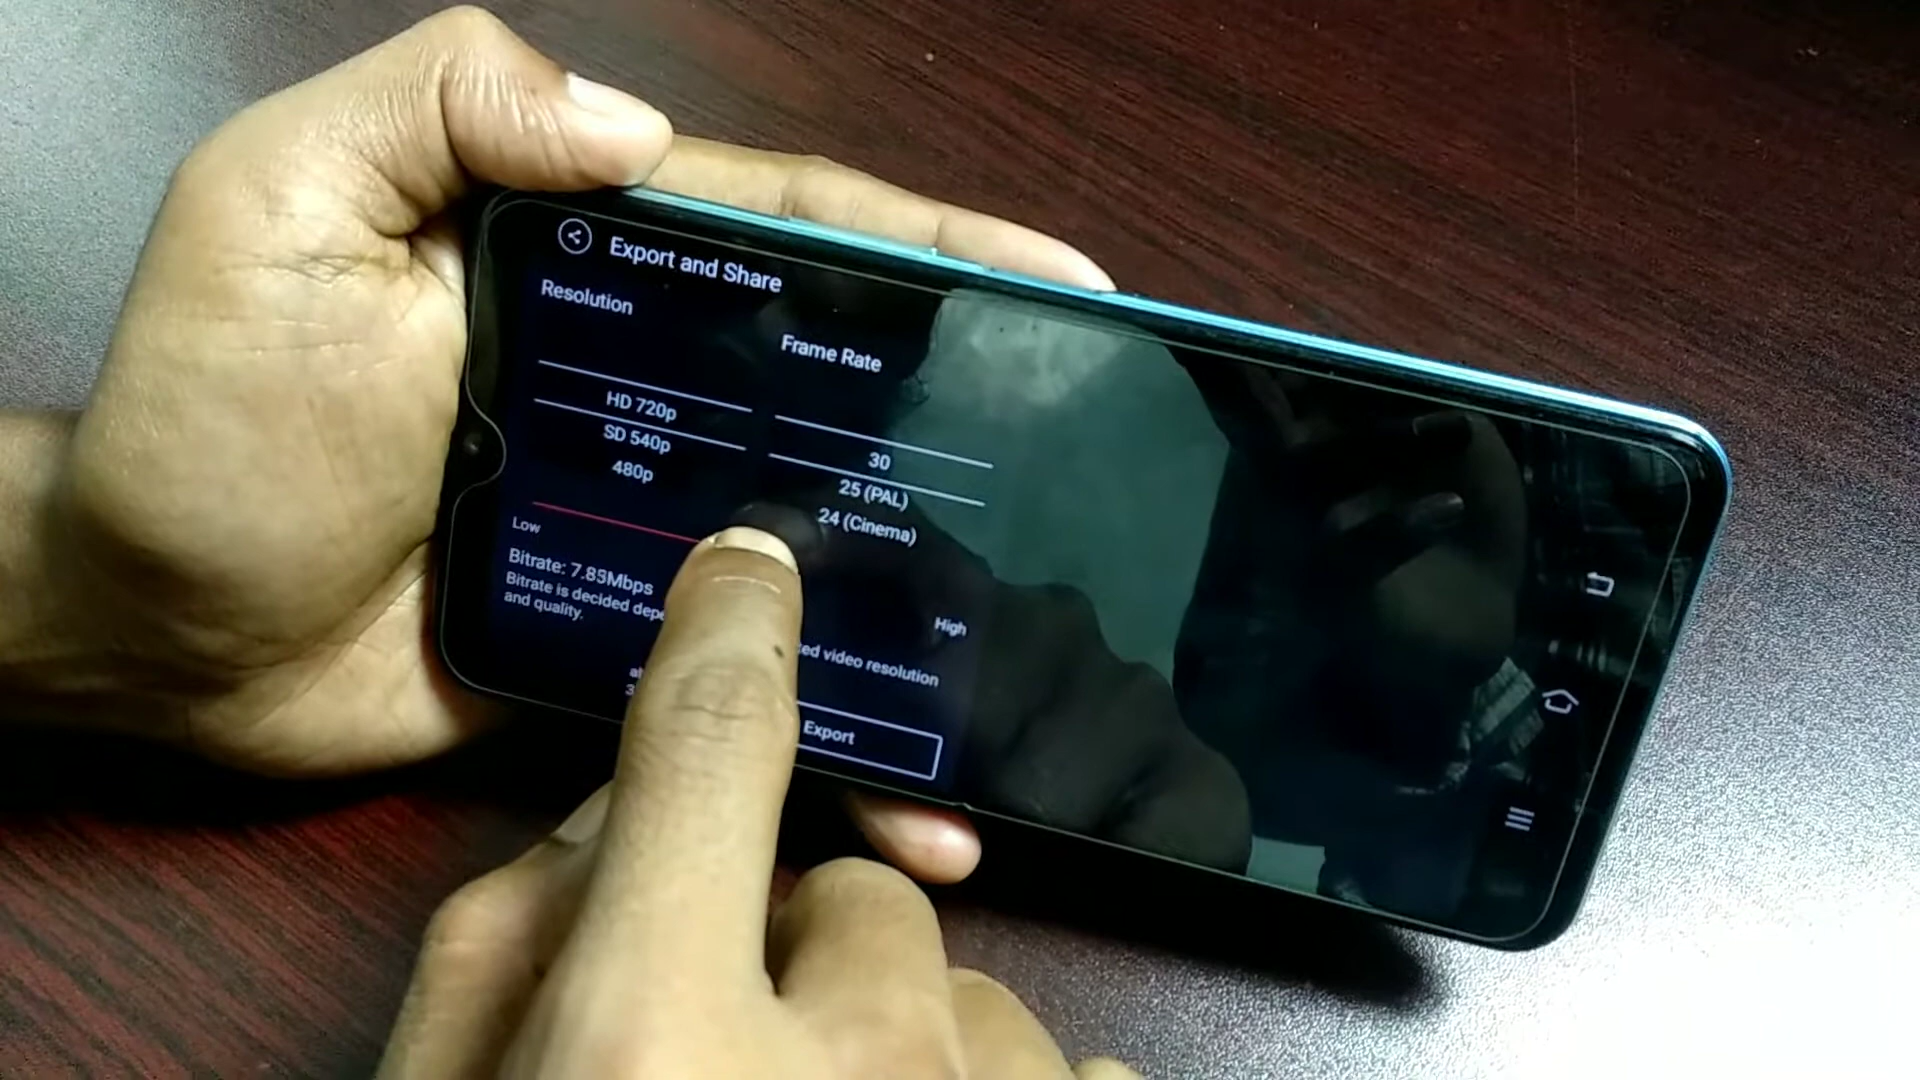 Export and Share
Resolution
Frame Rate
HD 720p
SD 540p
480p
30
25 (PAL)
24 (Cinema)
Low
High
Bitrate: 7.85Mbps
Bitrate is decided video resolution
and quality.
Export